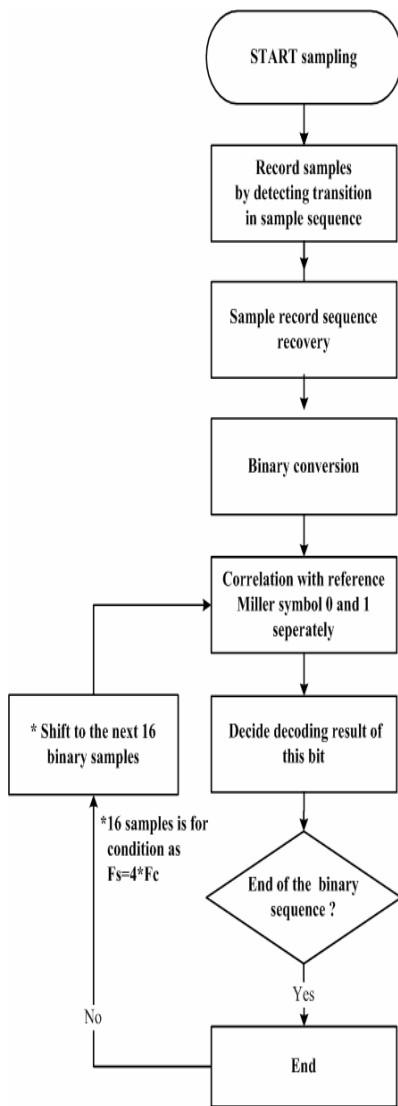 START sampling
Record samples
by detecting transition
in sample sequence
Sample record sequence
recovery
Binary conversion
Correlation with reference
Miller symbol 0 and 1
seperately
* Shift to the next 16
binary samples
Decide decoding result of
this bit
*16 samples is for
condition as
Fs=4*Fc
End of the binary
sequence ?
Yes
No
End